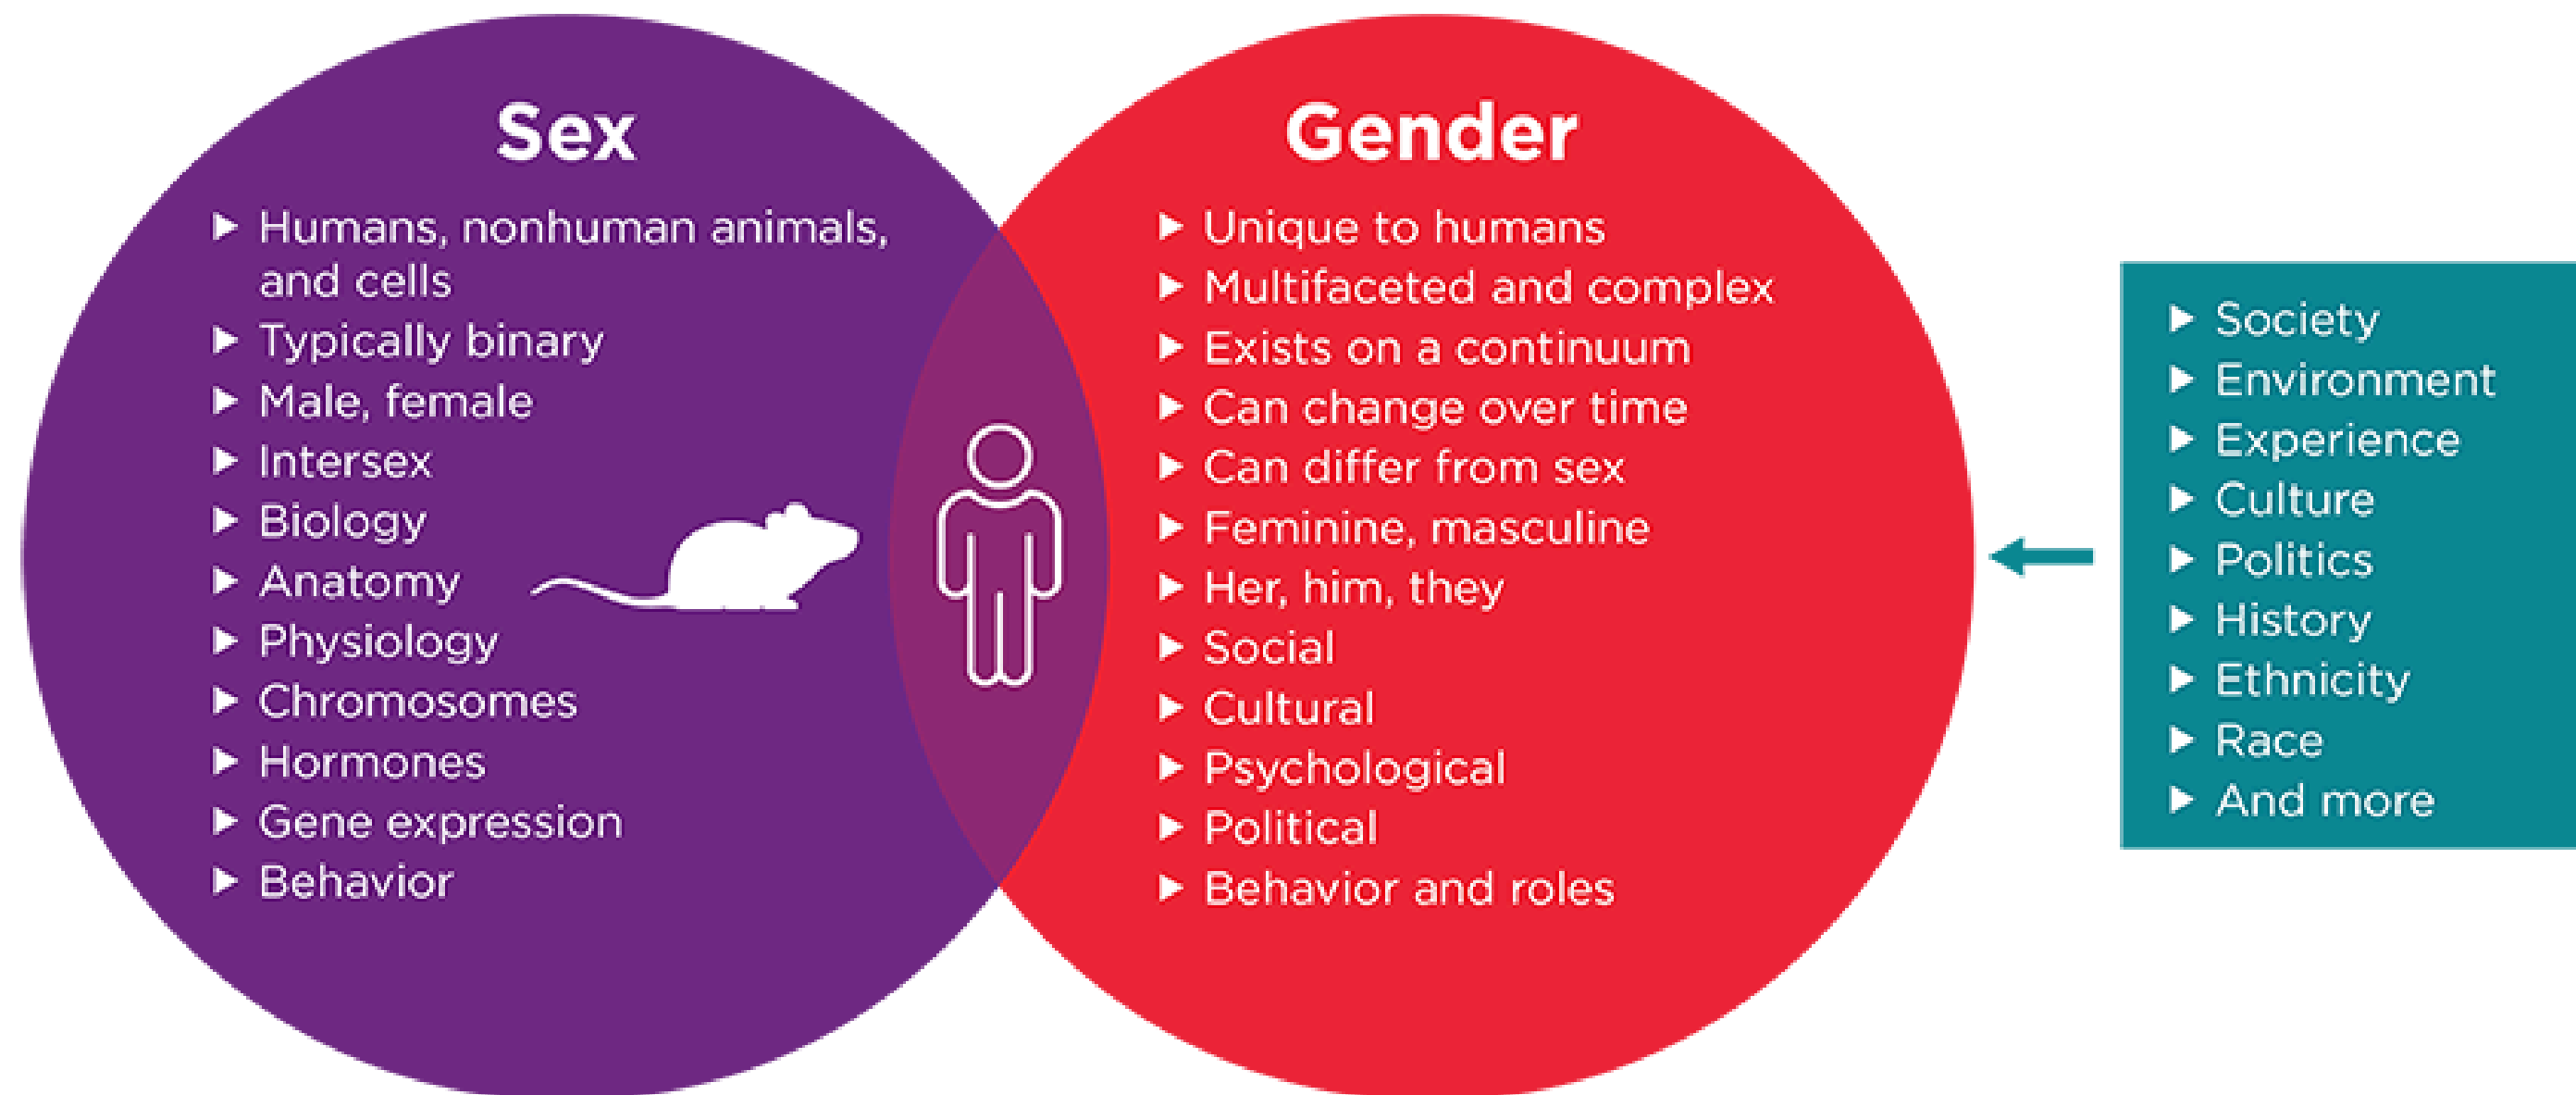 Sex
▶ Humans, nonhuman animals,
and cells
▶ Typically binary
▶ Male, female
▶ Intersex
▶ Biology
▶ Anatomy
▶ Physiology
▶ Chromosomes
▶ Hormones
▶ Gene expression
▶ Behavior
Gender
▶ Unique to humans
▶ Multifaceted and complex
▶ Exists on a continuum
▶ Can change over time
▶ Can differ from sex
▶ Feminine, masculine
▶ Her, him, they
▶ Social
▶ Cultural
▶ Psychological
▶ Political
▶ Behavior and roles
▶ Society
▶ Environment
▶ Experience
▶ Culture
▶ Politics
▶ History
▶ Ethnicity
▶ Race
▶ And more